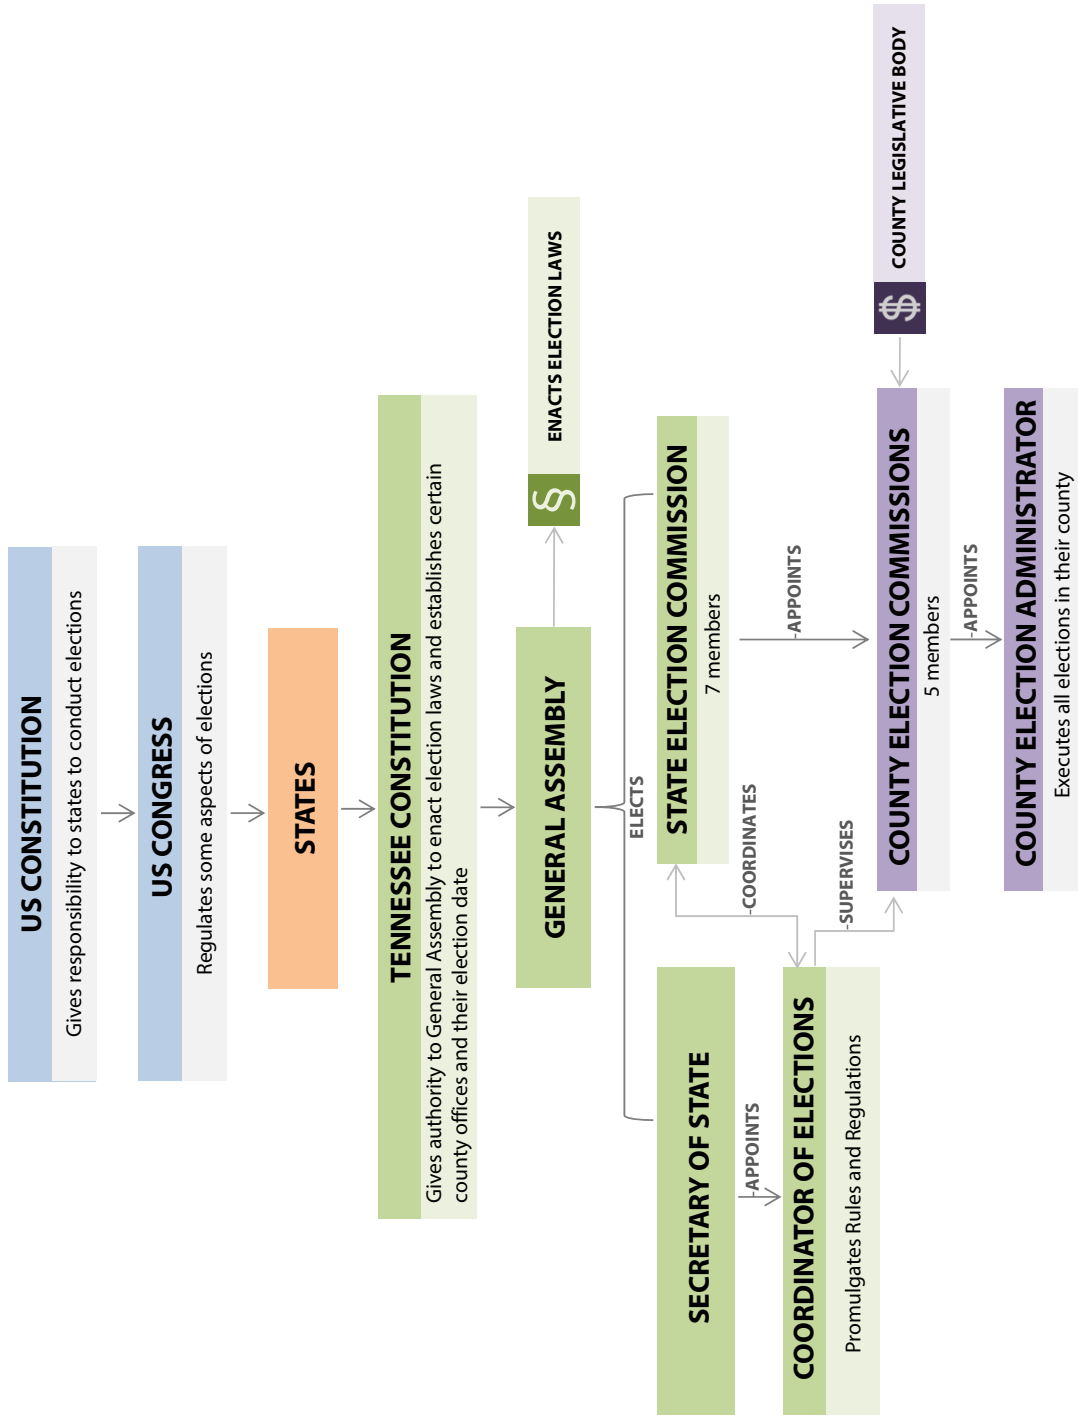 US CONSTITUTION
Gives responsibility to states to conduct elections
US CONGRESS
Regulates some aspects of elections
STATES
TENNESSEE CONSTITUTION
Gives authority to General Assembly to enact election laws and establishes certain
county offices and their election date
GENERAL ASSEMBLY
§
ENACTS ELECTION LAWS
ELECTS
SECRETARY OF STATE
STATE ELECTION COMMISSION
7 members
-APPOINTS
-COORDINATES
-APPOINTS
COORDINATOR OF ELECTIONS
Promulgates Rules and Regulations
-SUPERVISES
COUNTY ELECTION COMMISSIONS
5 members
$
COUNTY LEGISLATIVE BODY
-APPOINTS
COUNTY ELECTION ADMINISTRATOR
Executes all elections in their county